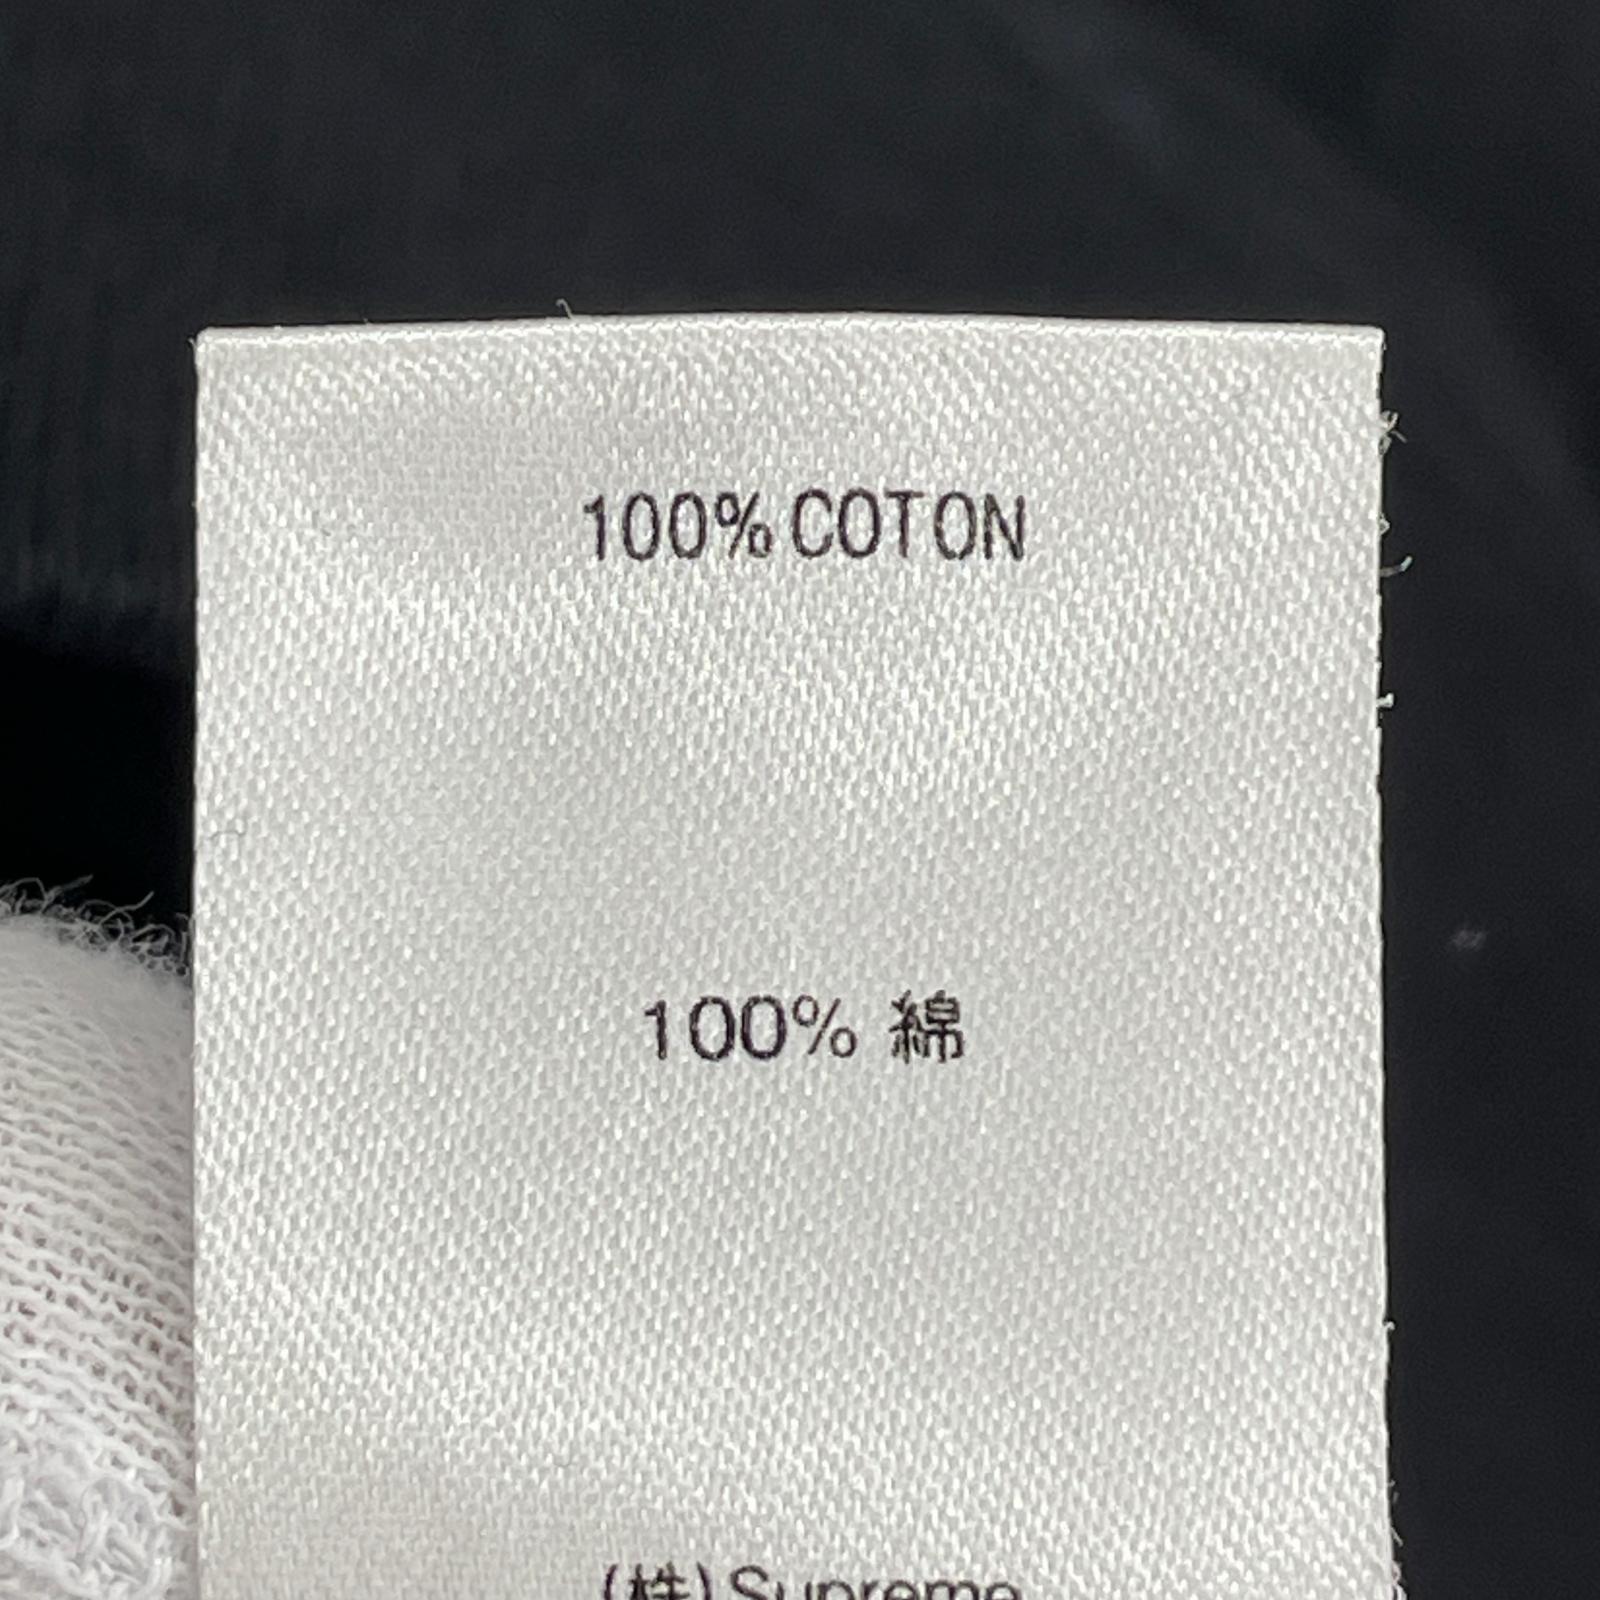 100% COTON
100% 綿
(株) Supreme